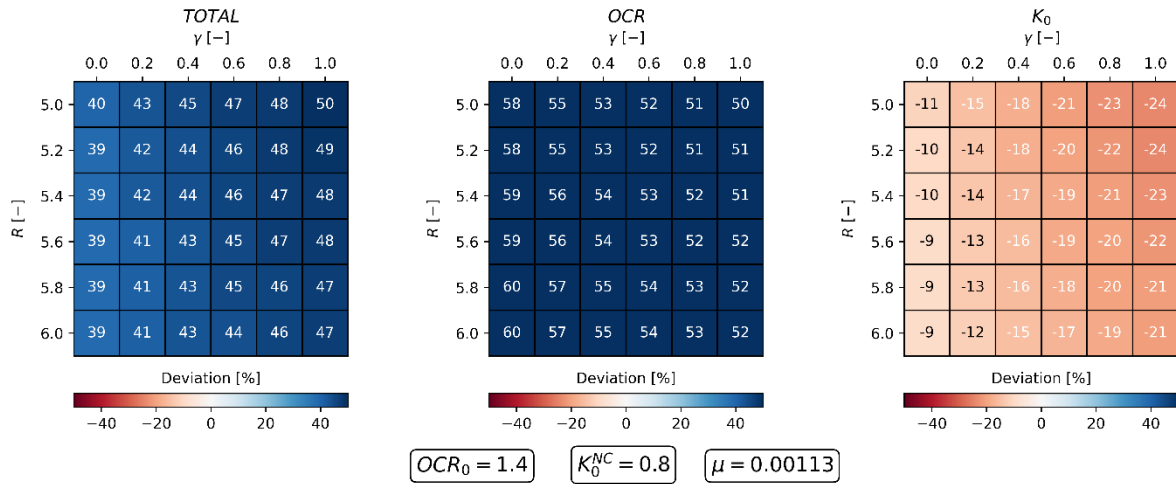 TOTAL OCR K₀
γ [−] γ [−] γ [−]
0.0 0.2 0.4 0.6 0.8 1.0 0.0 0.2 0.4 0.6 0.8 1.0 0.0 0.2 0.4 0.6 0.8 1.0
5.0 40 43 45 47 48 50 5.0 58 55 53 52 51 50 5.0 -11 -15 -18 -21 -23 -24
5.2 39 42 44 46 48 49 5.2 58 55 53 52 51 51 5.2 -10 -14 -18 -20 -22 -24
5.4 39 42 44 46 47 48 5.4 59 56 54 53 52 51 5.4 -10 -14 -17 -19 -21 -23
R [−] R [−] R [−]
5.6 39 41 43 45 47 48 5.6 59 56 54 53 52 52 5.6 -9 -13 -16 -19 -20 -22
5.8 39 41 43 45 46 47 5.8 60 57 55 54 53 52 5.8 -9 -13 -16 -18 -20 -21
6.0 39 41 43 44 46 47 6.0 60 57 55 54 53 52 6.0 -9 -12 -15 -17 -19 -21
Deviation [%] Deviation [%] Deviation [%]
−40 −20 0 20 40 −40 −20 0 20 40 −40 −20 0 20 40
OCR₀ = 1.4 K₀ᴺᶜ = 0.8 μ = 0.00113